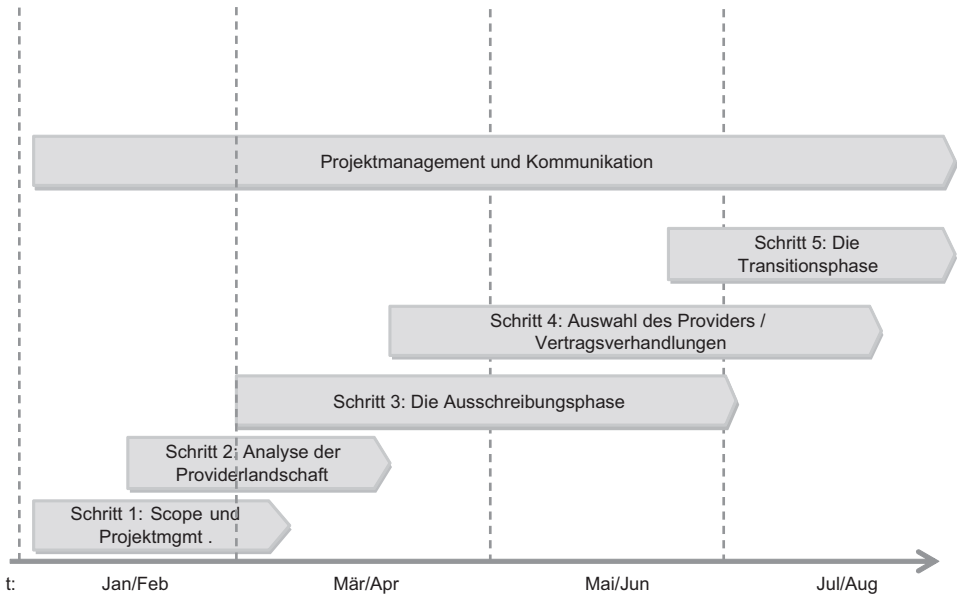 Projektmanagement und Kommunikation
Schritt 5: Die
Transitionsphase
Schritt 4: Auswahl des Providers /
Vertragsverhandlungen
Schritt 3: Die Ausschreibungsphase
Schritt 2: Analyse der
Providerlandschaft
Schritt 1: Scope und
Projektmgmt .
t: Jan/Feb Mär/Apr Mai/Jun Jul/Aug